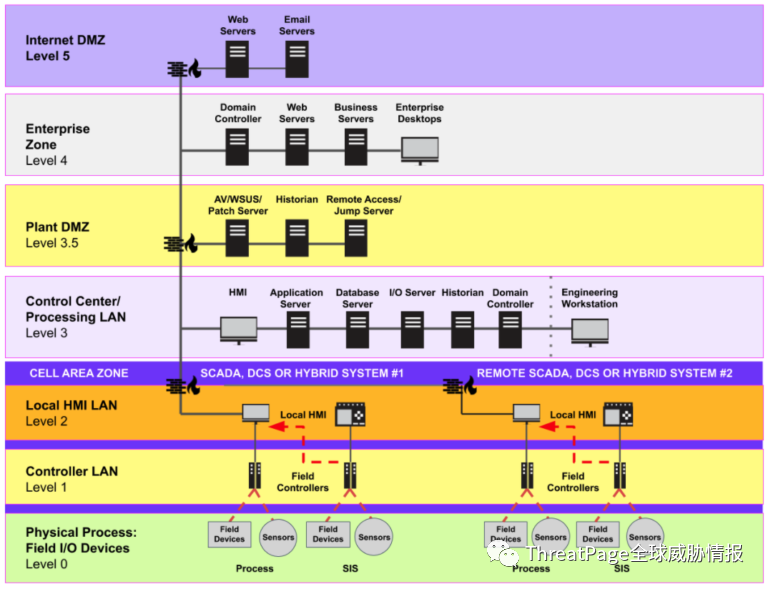 Internet DMZ
Level 5
Web
Servers
Email
Servers
Enterprise
Zone
Level 4
Domain
Controller
Web
Servers
Business
Servers
Enterprise
Desktops
Plant DMZ
Level 3.5
AV/WSUS/
Patch Server
Historian
Remote Access/
Jump Server
Control Center/
Processing LAN
Level 3
HMI
Application
Server
Database
Server
I/O Server
Historian
Domain
Controller
Engineering
Workstation
CELL AREA ZONE
SCADA, DCS OR HYBRID SYSTEM #1
REMOTE SCADA, DCS OR HYBRID SYSTEM #2
Local HMI LAN
Level 2
Local HMI
Local HMI
Controller LAN
Level 1
Field
Controllers
Field
Controllers
Physical Process:
Field I/O Devices
Level 0
Field
Devices
Sensors
Field
Devices
Sensors
Field
Devices
Sensors
Field
Devices
Sensors
Process
SIS
Process
SIS
ThreatPage全球威胁情报